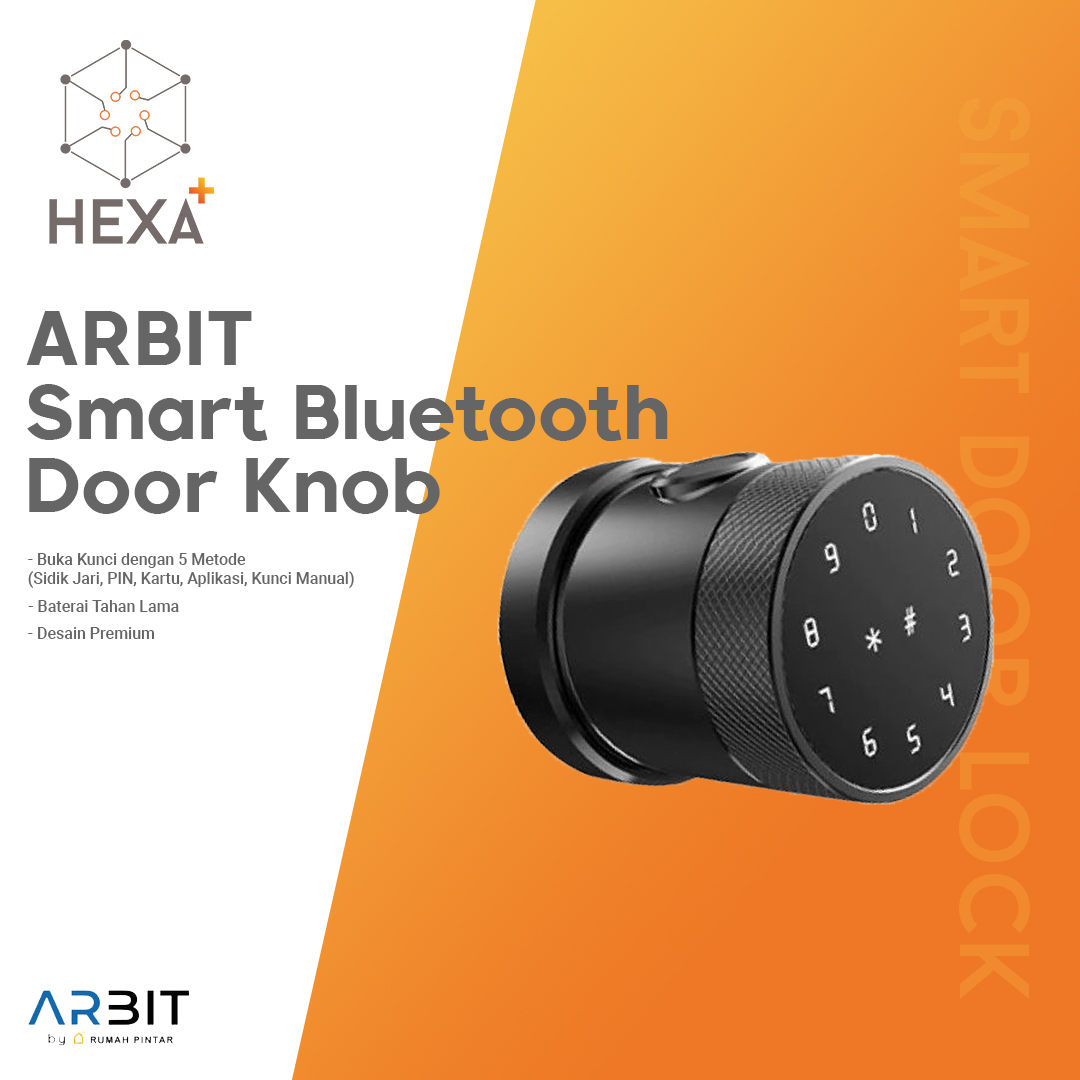 HEXA+
ARBIT
Smart Bluetooth
Door Knob
- Buka Kunci dengan 5 Metode
(Sidik Jari, PIN, Kartu, Aplikasi, Kunci Manual)
- Baterai Tahan Lama
- Desain Premium
0 1 2 3 4 5 6 7 8 9 * #
SMART DOOR LOCK
ARBIT
by RUMAH PINTAR